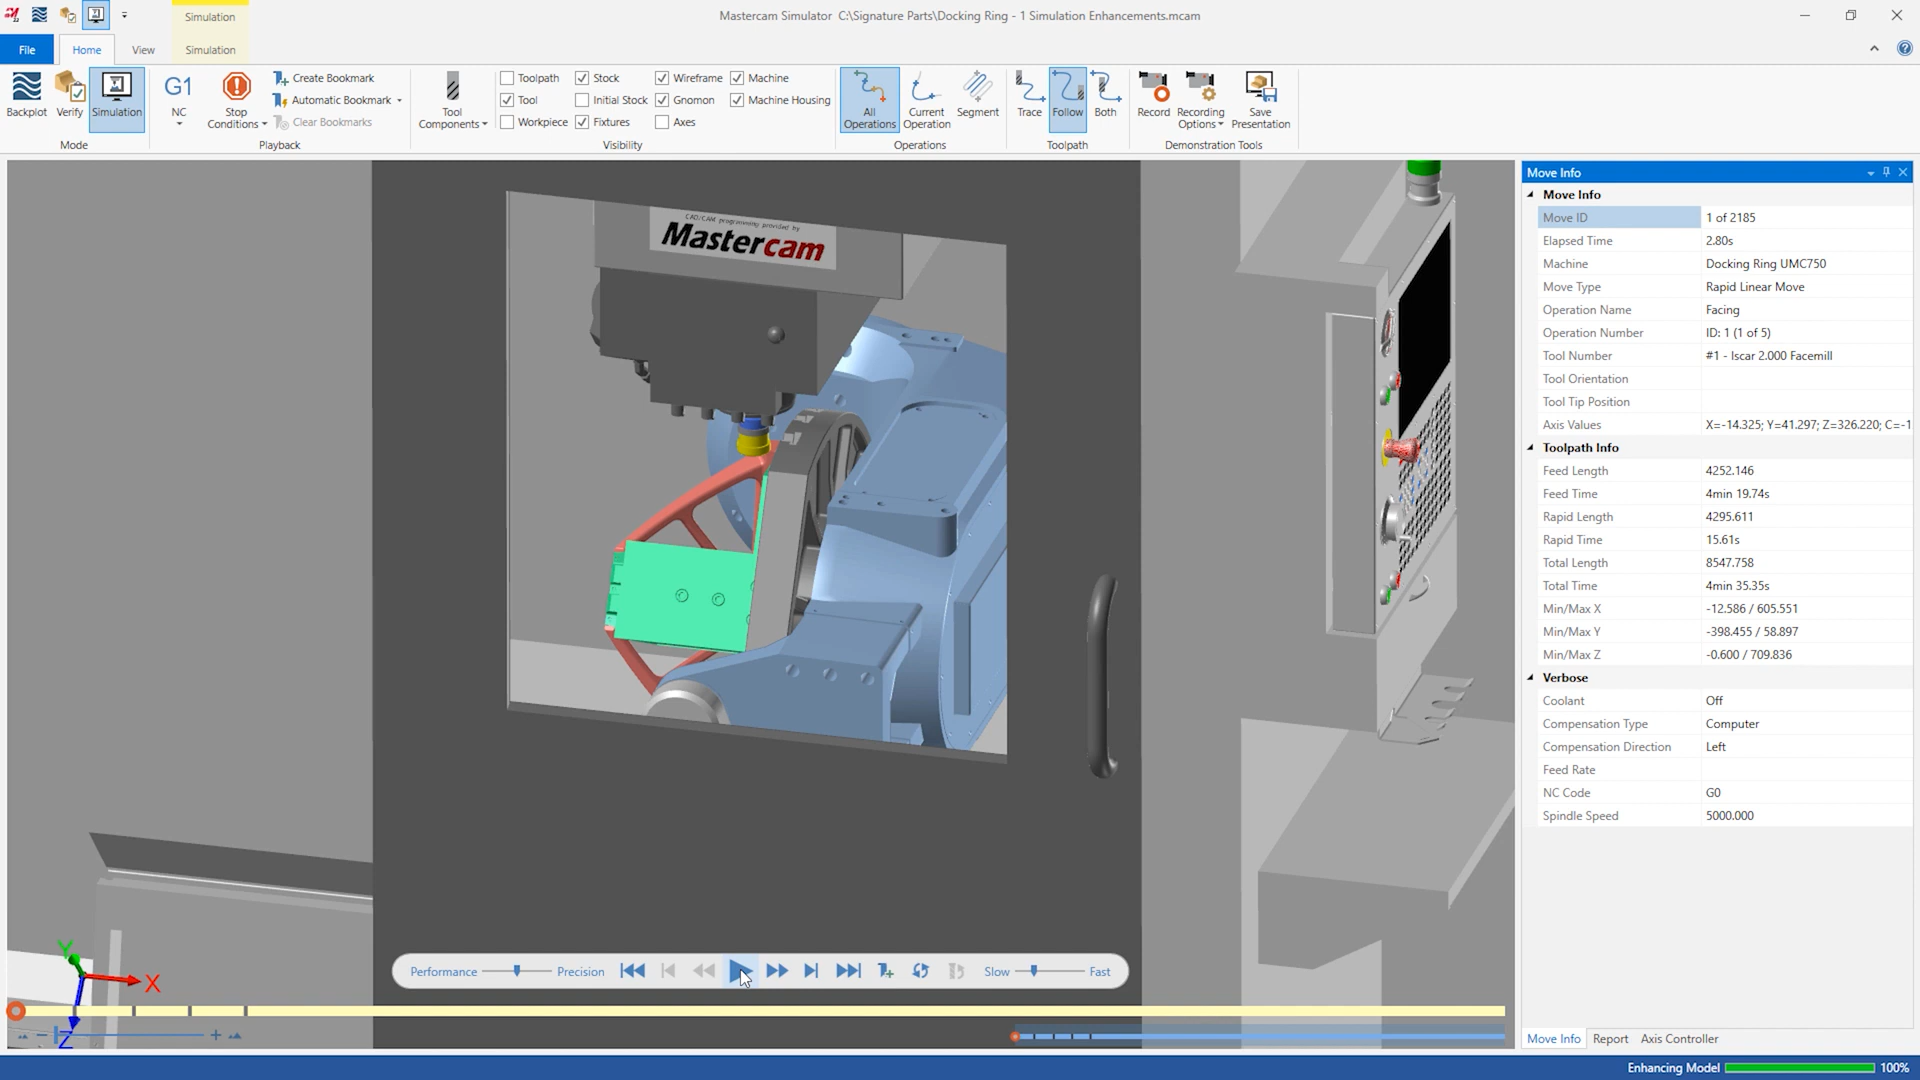 Simulation
Mastercam Simulator C:\Signature Parts\Docking Ring - 1 Simulation Enhancements.mcam
File
Home
View
Simulation
Backplot
Verify
Simulation
Mode
G1
NC
Stop Conditions
Create Bookmark
Automatic Bookmark
Clear Bookmarks
Playback
Tool Components
Toolpath
Stock
Wireframe
Machine
Tool
Initial Stock
Gnomon
Machine Housing
Workpiece
Fixtures
Axes
Visibility
All Operations
Current Operation
Segment
Operations
Trace
Follow
Both
Toolpath
Record
Recording Options
Save Presentation
Demonstration Tools
CAD/CAM programming provided by
Mastercam
Move Info
Move Info
Move ID 1 of 2185
Elapsed Time 2.80s
Machine Docking Ring UMC750
Move Type Rapid Linear Move
Operation Name Facing
Operation Number ID: 1 (1 of 5)
Tool Number #1 - Iscar 2.000 Facemill
Tool Orientation
Tool Tip Position
Axis Values X=-14.325; Y=41.297; Z=326.220; C=-1
Toolpath Info
Feed Length 4252.146
Feed Time 4min 19.74s
Rapid Length 4295.611
Rapid Time 15.61s
Total Length 8547.758
Total Time 4min 35.35s
Min/Max X -12.586 / 605.551
Min/Max Y -398.455 / 58.897
Min/Max Z -0.600 / 709.836
Verbose
Coolant Off
Compensation Type Computer
Compensation Direction Left
Feed Rate
NC Code G0
Spindle Speed 5000.000
Y
X
Z
Performance
Precision
Slow
Fast
Move Info
Report
Axis Controller
Enhancing Model 100%